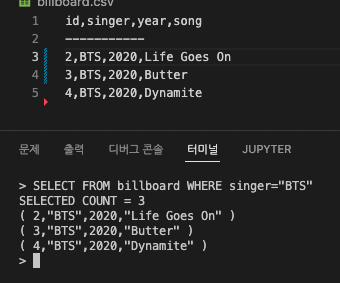 billboard.csv
1 id,singer,year,song
2 -----------
3 2,BTS,2020,Life Goes On
4 3,BTS,2020,Butter
5 4,BTS,2020,Dynamite
문제 출력 디버그 콘솔 터미널 JUPYTER
> SELECT FROM billboard WHERE singer="BTS"
SELECTED COUNT = 3
( 2,"BTS",2020,"Life Goes On" )
( 3,"BTS",2020,"Butter" )
( 4,"BTS",2020,"Dynamite" )
>